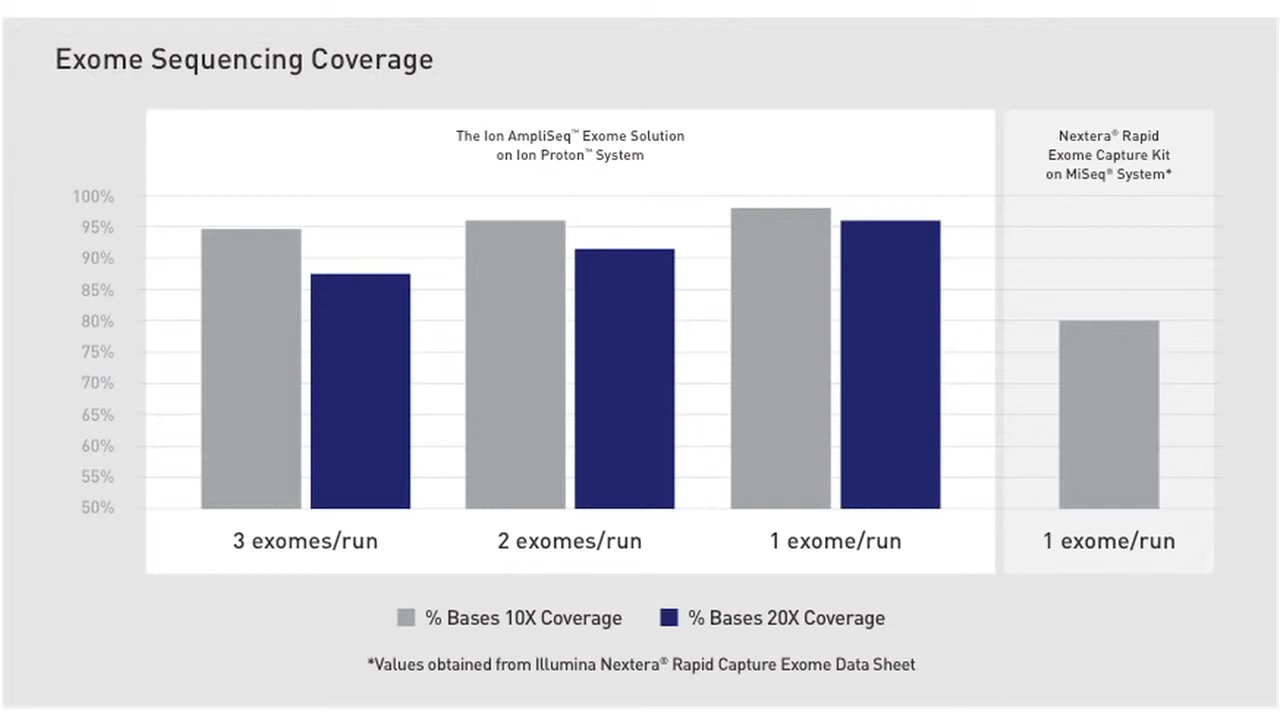 Exome Sequencing Coverage
The Ion AmpliSeq™ Exome Solution
on Ion Proton™ System
Nextera® Rapid
Exome Capture Kit
on MiSeq® System*
100%
95%
90%
85%
80%
75%
70%
65%
60%
55%
50%
3 exomes/run
2 exomes/run
1 exome/run
1 exome/run
% Bases 10X Coverage
% Bases 20X Coverage
*Values obtained from Illumina Nextera® Rapid Capture Exome Data Sheet